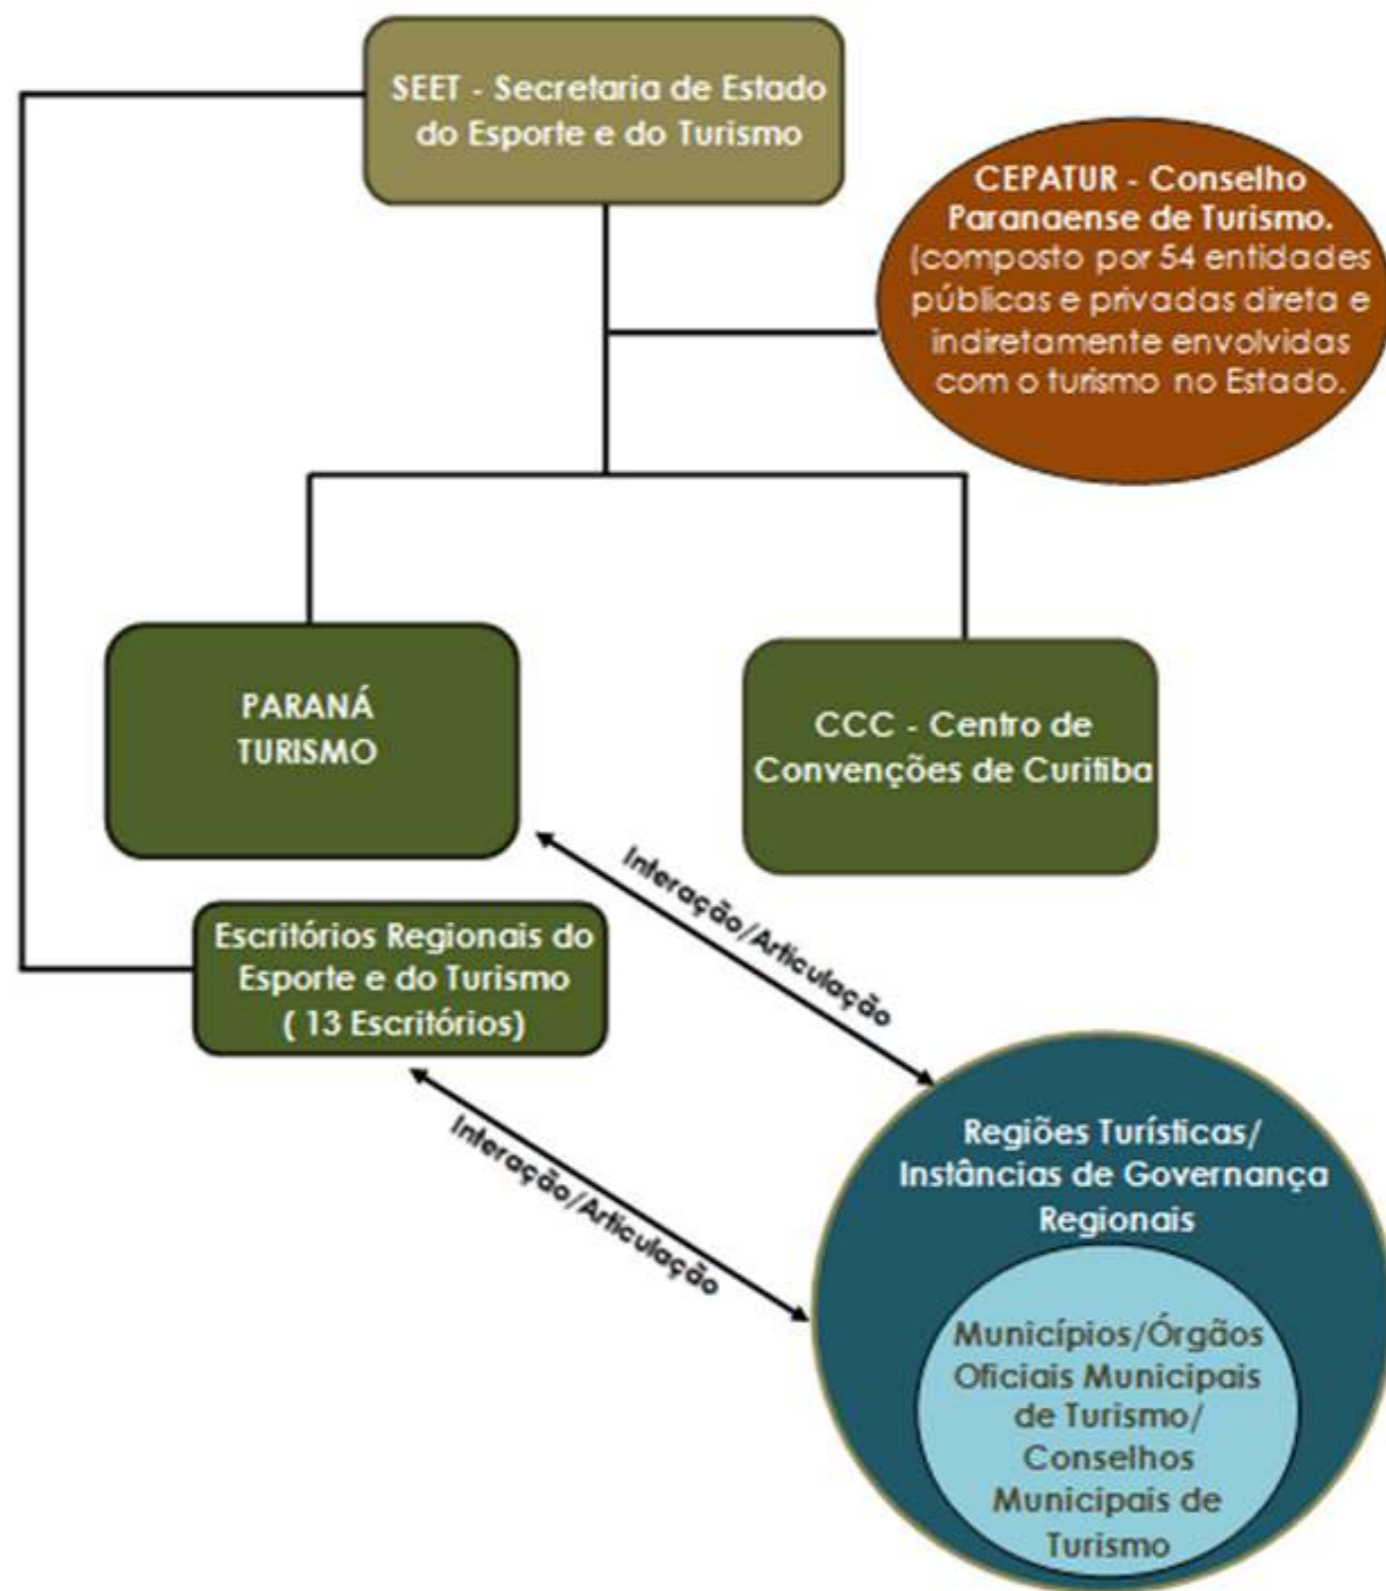 SEET - Secretaria de Estado
do Esporte e do Turismo
CEPATUR - Conselho
Paranaense de Turismo.
(composto por 54 entidades
públicas e privadas direta e
indiretamente envolvidas
com o turismo no Estado.
PARANÁ
TURISMO
CCC - Centro de
Convenções de Curitiba
Interação/Articulação
Escritórios Regionais do
Esporte e do Turismo
( 13 Escritórios)
Interação/Articulação
Regiões Turísticas/
Instâncias de Governança
Regionais
Municípios/Órgãos
Oficiais Municipais
de Turismo/
Conselhos
Municipais de
Turismo